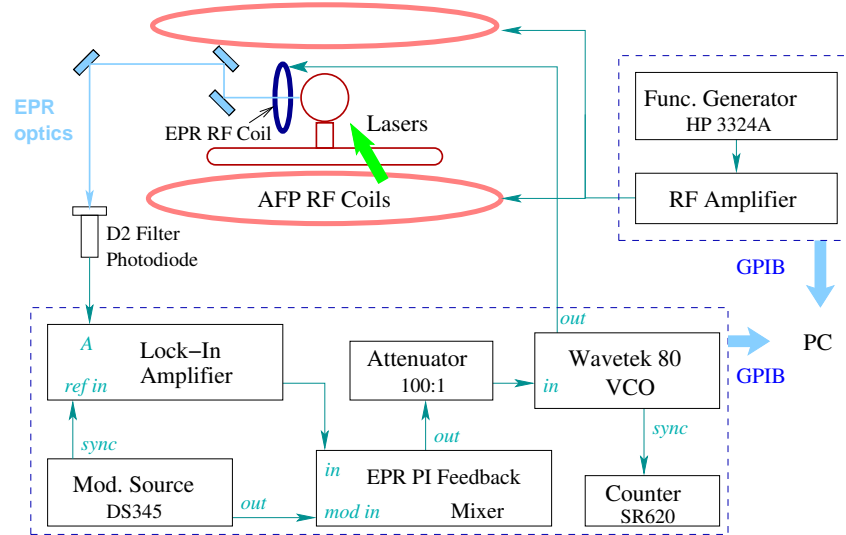 EPR
optics
EPR RF Coil
Lasers
AFP RF Coils
Func. Generator
HP 3324A
RF Amplifier
GPIB
PC
GPIB
D2 Filter
Photodiode
A
Lock−In
Amplifier
ref in
sync
Mod. Source
DS345
out
Attenuator
100:1
out
in
EPR PI Feedback
mod in
Mixer
out
in
Wavetek 80
VCO
sync
Counter
SR620